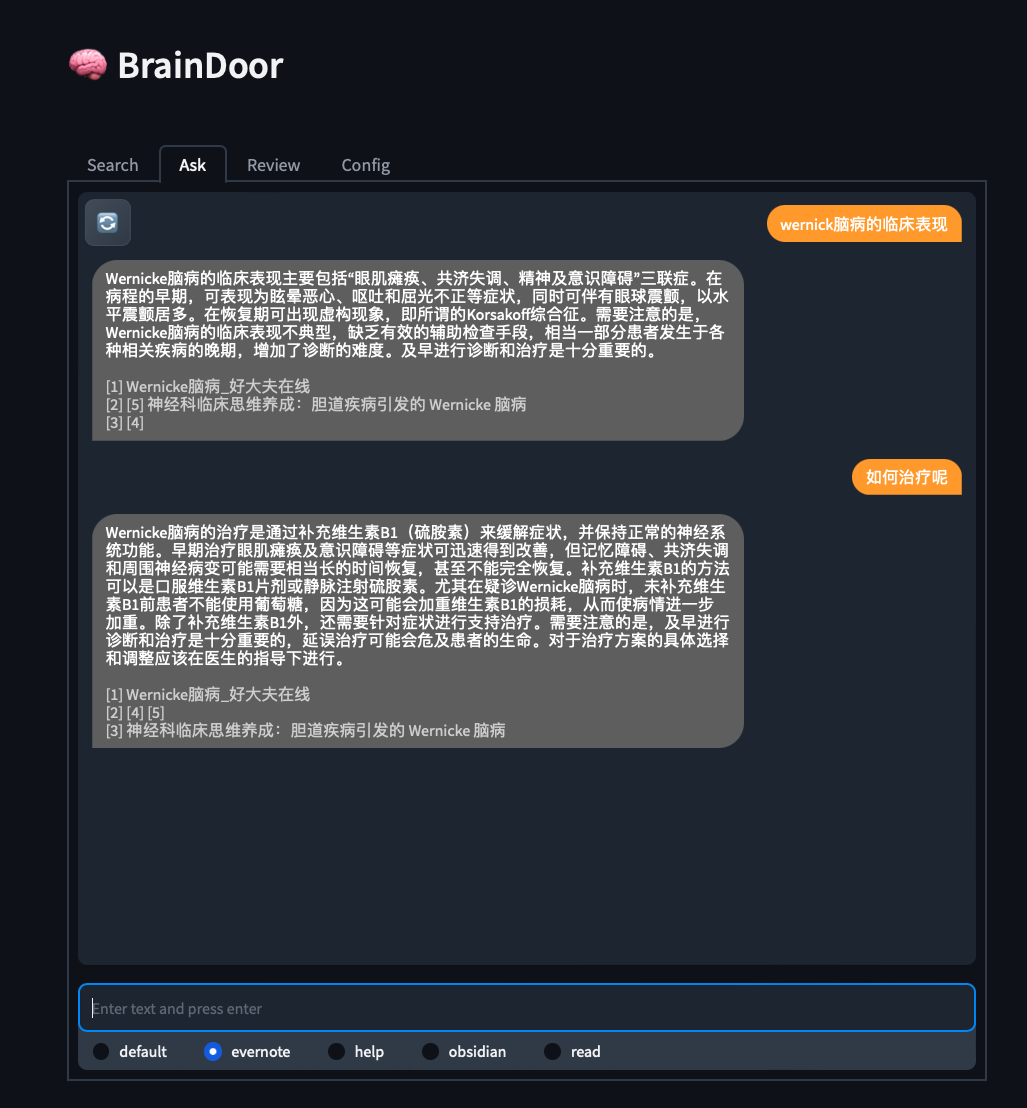 🧠 BrainDoor
Search
Ask
Review
Config
wernick脑病的临床表现
Wernicke脑病的临床表现主要包括“眼肌瘫痪、共济失调、精神及意识障碍”三联症。在
病程的早期，可表现为眩晕恶心、呕吐和屈光不正等症状，同时可伴有眼球震颤，以水
平震颤居多。在恢复期可出现虚构现象，即所谓的Korsakoff综合征。需要注意的是，
Wernicke脑病的临床表现不典型，缺乏有效的辅助检查手段，相当一部分患者发生于各
种相关疾病的晚期，增加了诊断的难度。及早进行诊断和治疗是十分重要的。
[1] Wernicke脑病_好大夫在线
[2] [5] 神经科临床思维养成：胆道疾病引发的 Wernicke 脑病
[3] [4]
如何治疗呢
Wernicke脑病的治疗是通过补充维生素B1（硫胺素）来缓解症状，并保持正常的神经系
统功能。早期治疗眼肌瘫痪及意识障碍等症状可迅速得到改善，但记忆障碍、共济失调
和周围神经病变可能需要相当长的时间恢复，甚至不能完全恢复。补充维生素B1的方法
可以是口服维生素B1片剂或静脉注射硫胺素。尤其在疑诊Wernicke脑病时，未补充维生
素B1前患者不能使用葡萄糖，因为这可能会加重维生素B1的损耗，从而使病情进一步
加重。除了补充维生素B1外，还需要针对症状进行支持治疗。需要注意的是，及早进行
诊断和治疗是十分重要的，延误治疗可能会危及患者的生命。对于治疗方案的具体选择
和调整应该在医生的指导下进行。
[1] Wernicke脑病_好大夫在线
[2] [4] [5]
[3] 神经科临床思维养成：胆道疾病引发的 Wernicke 脑病
Enter text and press enter
default
evernote
help
obsidian
read